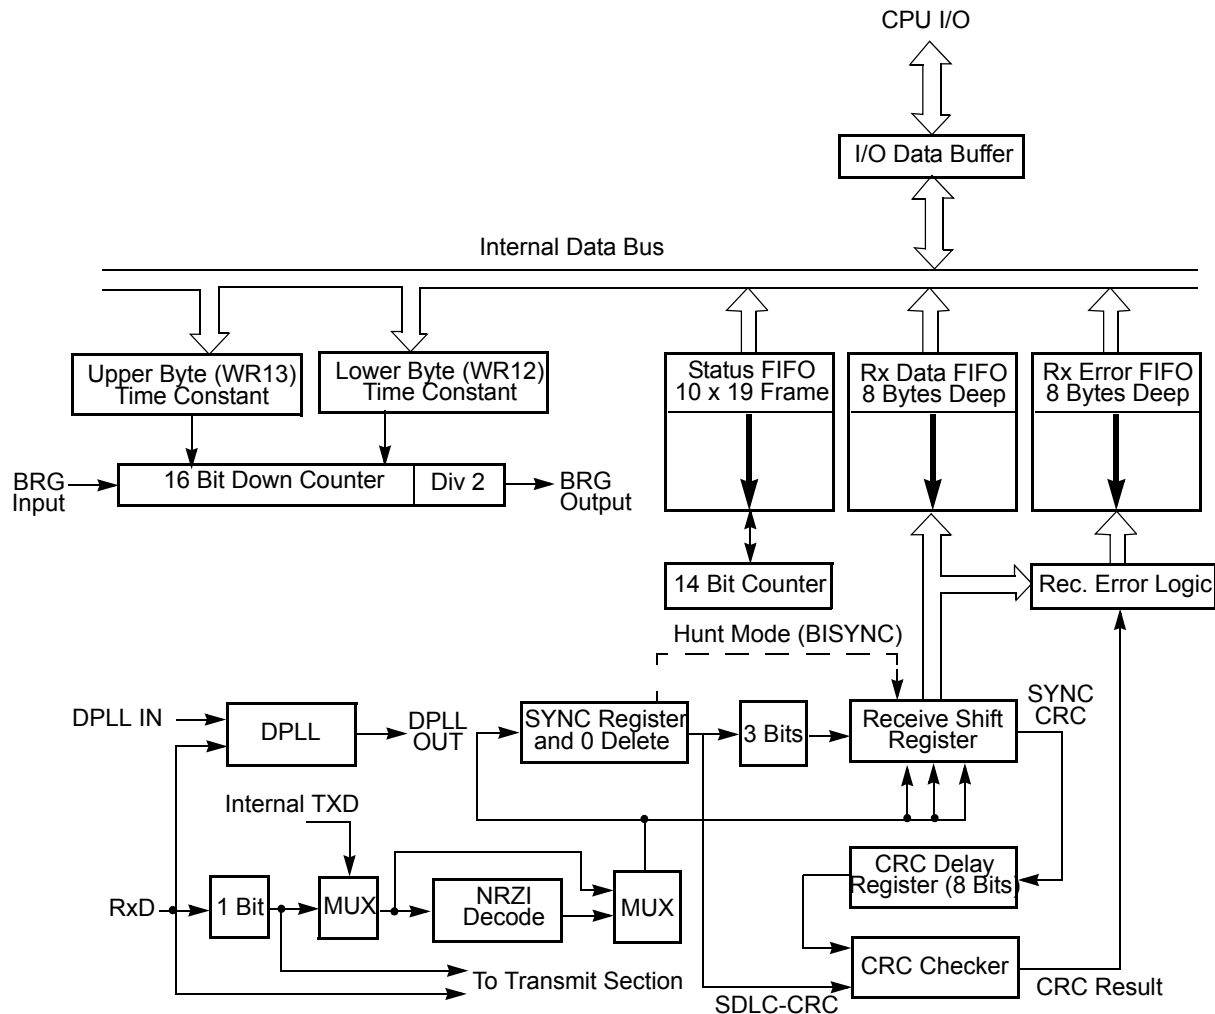 CPU I/O
I/O Data Buffer
Internal Data Bus
Upper Byte (WR13)
Time Constant
Lower Byte (WR12)
Time Constant
Status FIFO
10 x 19 Frame
Rx Data FIFO
8 Bytes Deep
Rx Error FIFO
8 Bytes Deep
BRG
Input
16 Bit Down Counter
Div 2
BRG
Output
14 Bit Counter
Rec. Error Logic
Hunt Mode (BISYNC)
DPLL IN
DPLL
DPLL
OUT
SYNC Register
and 0 Delete
3 Bits
Receive Shift
Register
SYNC
CRC
Internal TXD
RxD
1 Bit
MUX
NRZI
Decode
MUX
CRC Delay
Register (8 Bits)
To Transmit Section
SDLC-CRC
CRC Checker
CRC Result